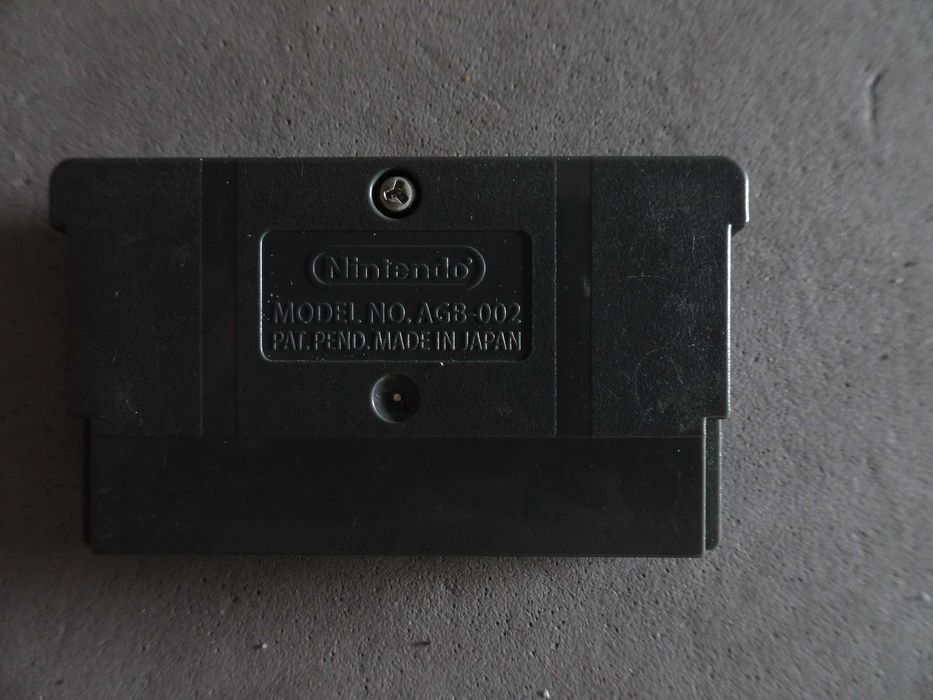 Nintendo®
MODEL NO. AGB-002
PAT. PEND. MADE IN JAPAN